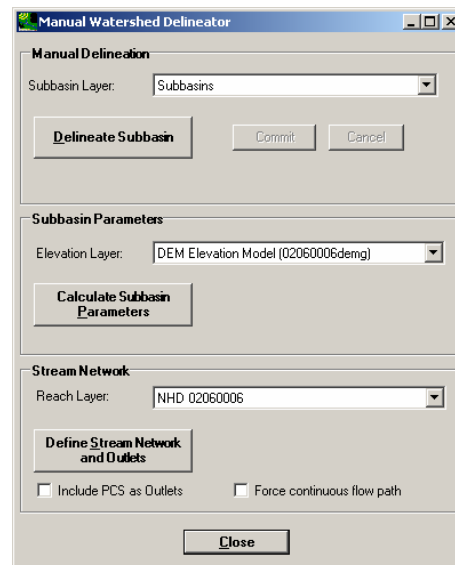 Manual Watershed Delineator
Manual Delineation
Subbasin Layer: Subbasins
Delineate Subbasin Commit Cancel
Subbasin Parameters
Elevation Layer: DEM Elevation Model (02060006demg)
Calculate Subbasin
Parameters
Stream Network
Reach Layer: NHD 02060006
Define Stream Network
and Outlets
Include PCS as Outlets Force continuous flow path
Close